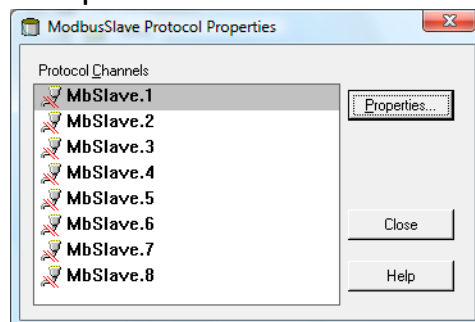 ModbusSlave Protocol Properties
Protocol Channels
MbSlave.1
Properties...
MbSlave.2
MbSlave.3
MbSlave.4
MbSlave.5
MbSlave.6
Close
MbSlave.7
MbSlave.8
Help